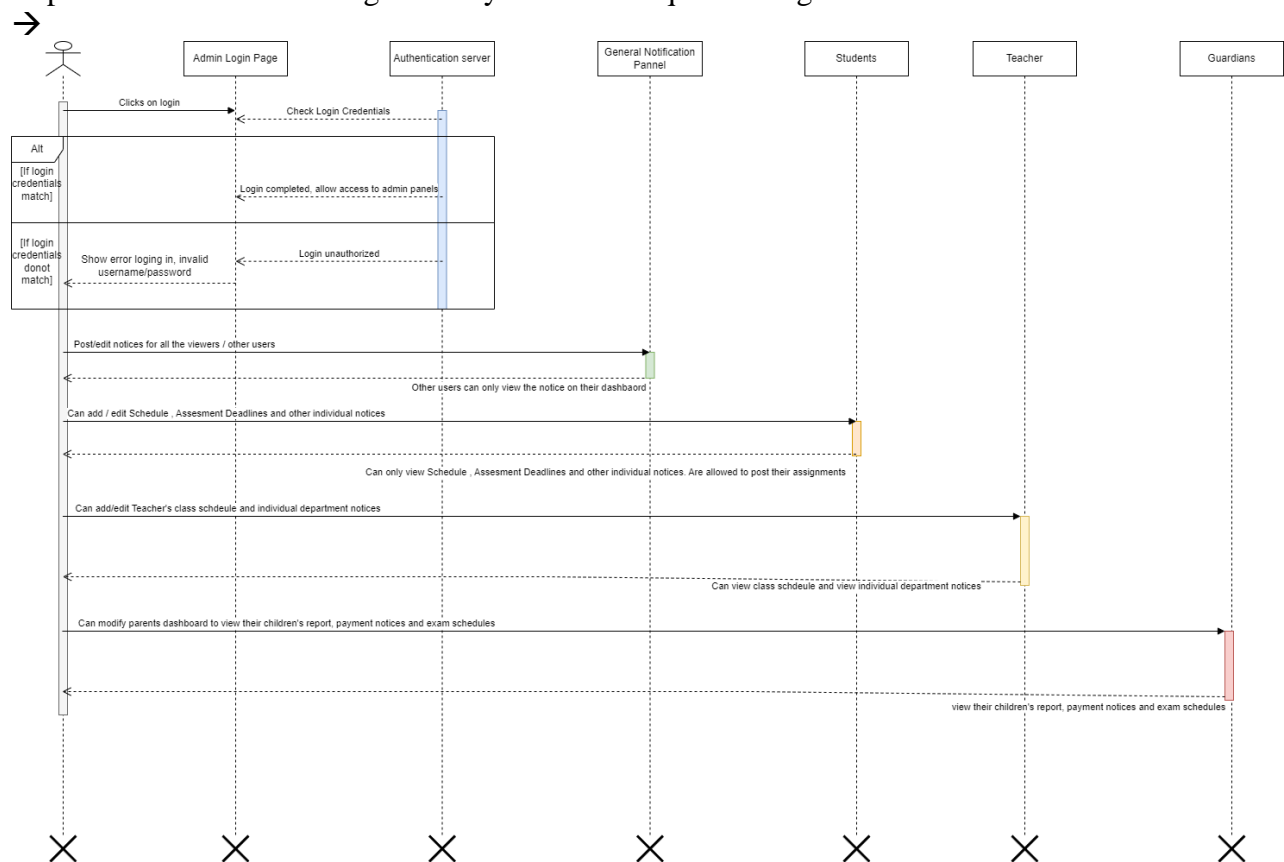 Admin Login Page
Authentication server
General Notification
Pannel
Students
Teacher
Guardians
Clicks on login
Check Login Credentials
Alt
[If login
credentials
match]
Login completed, allow access to admin panels
[If login
credentials
donot
match]
Login unauthorized
Show error loging in, invalid
username/password
Post/edit notices for all the viewers / other users
Other users can only view the notice on their dashbaord
Can add / edit Schedule , Assesment Deadlines and other individual notices
Can only view Schedule , Assesment Deadlines and other individual notices. Are allowed to post their assignments
Can add/edit Teacher's class schdeule and individual department notices
Can view class schdeule and view individual department notices
Can modify parents dashboard to view their children's report, payment notices and exam schedules
view their children's report, payment notices and exam schedules